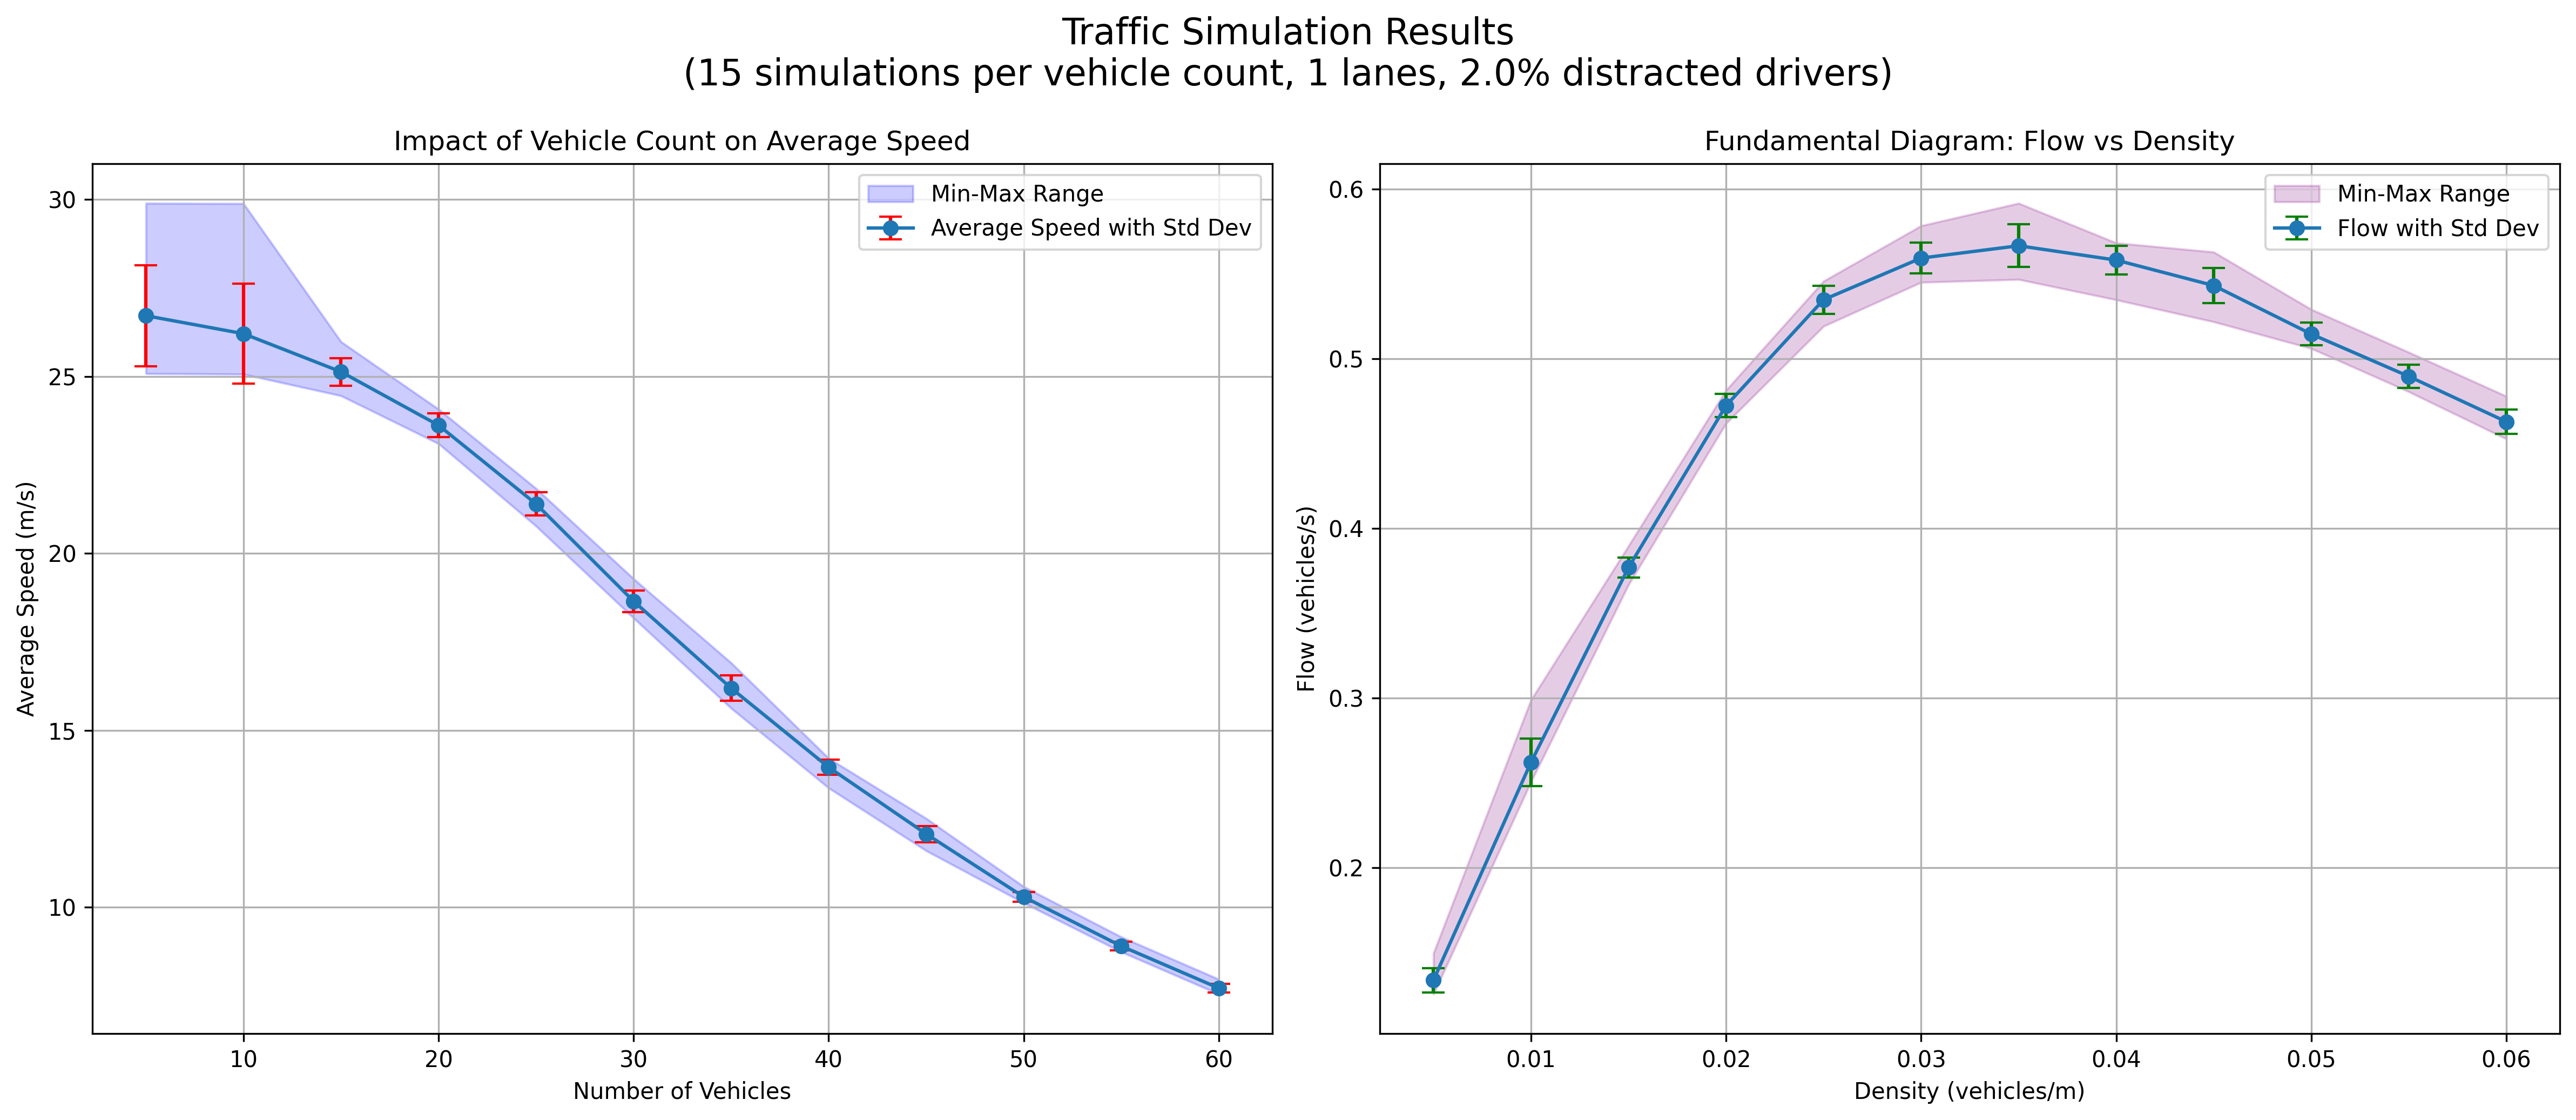 Traffic Simulation Results
(15 simulations per vehicle count, 1 lanes, 2.0% distracted drivers)
Impact of Vehicle Count on Average Speed
Min-Max Range
Average Speed with Std Dev
30
25
20
15
10
Average Speed (m/s)
10
20
30
40
50
60
Number of Vehicles
Fundamental Diagram: Flow vs Density
Min-Max Range
Flow with Std Dev
0.6
0.5
0.4
0.3
0.2
Flow (vehicles/s)
0.01
0.02
0.03
0.04
0.05
0.06
Density (vehicles/m)